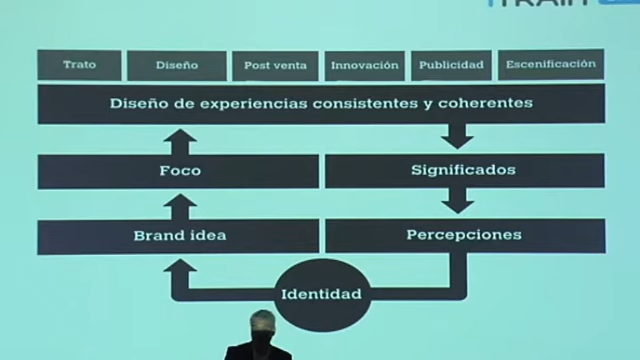 Trato
Diseño
Post venta
Innovación
Publicidad
Escenificación
Diseño de experiencias consistentes y coherentes
Foco
Significados
Brand idea
Percepciones
Identidad